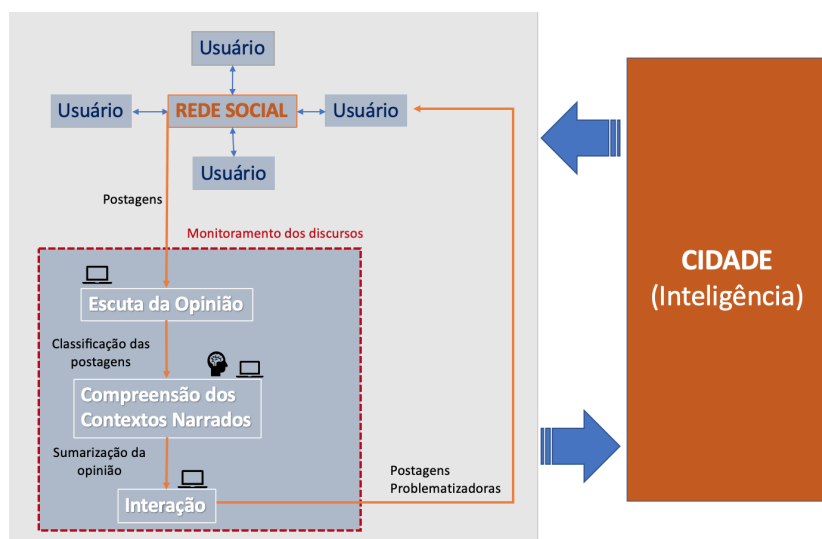 Usuário
Usuário
REDE SOCIAL
Usuário
Usuário
Postagens
Monitoramento dos discursos
Escuta da Opinião
Classificação das
postagens
Compreensão dos
Contextos Narrados
Sumarização da
opinião
Interação
Postagens
Problematizadoras
CIDADE
(Inteligência)